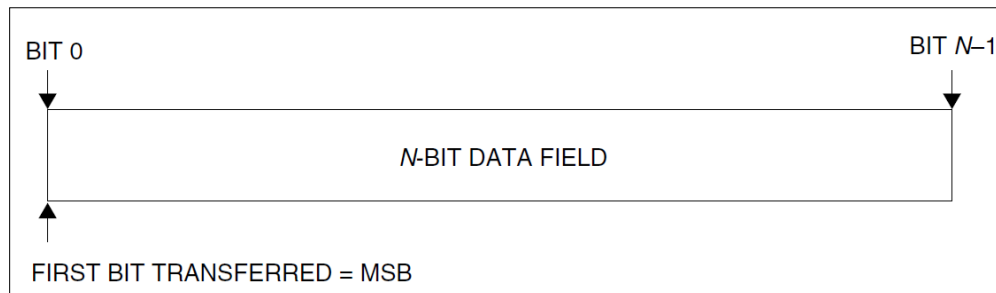 BIT 0
BIT N–1
N-BIT DATA FIELD
FIRST BIT TRANSFERRED = MSB